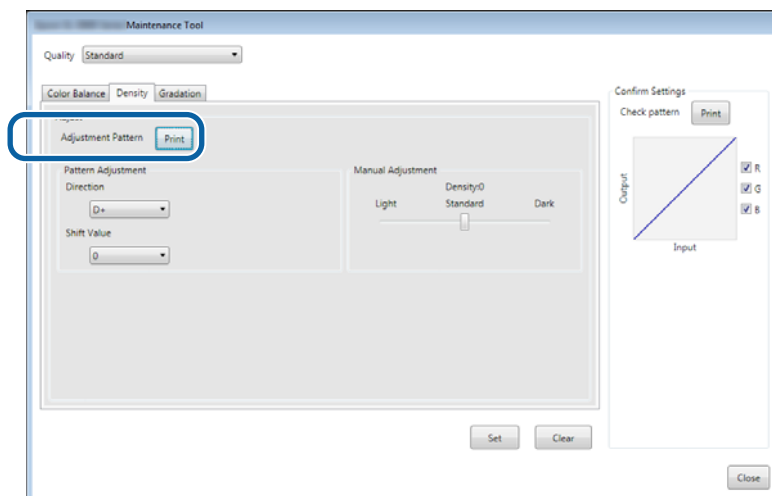 Maintenance Tool
Quality Standard
Color Balance Density Gradation
Adjustment Pattern Print
Pattern Adjustment
Direction
D+
Shift Value
0
Manual Adjustment
Density:0
Light Standard Dark
Confirm Settings
Check pattern Print
Output
R
G
B
Input
Set Clear
Close